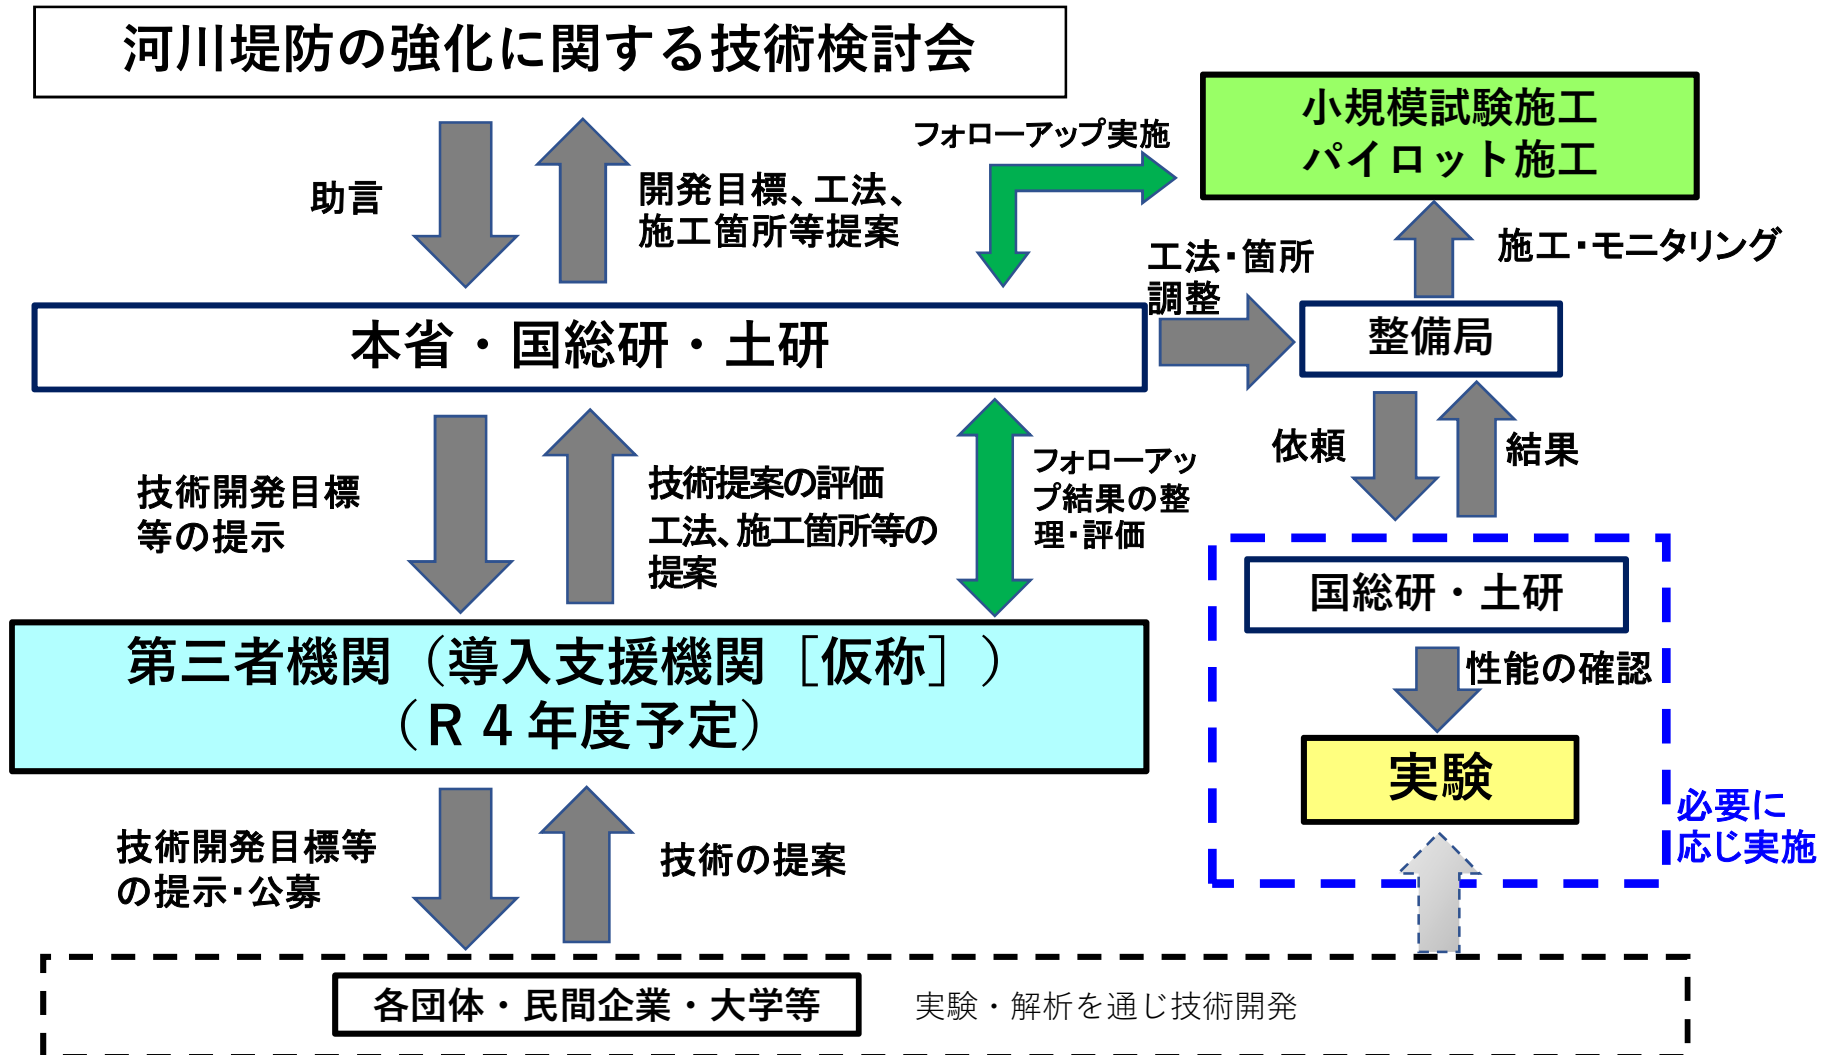 河川堤防の強化に関する技術検討会
小規模試験施工
パイロット施工
フォローアップ実施
助言
開発目標、工法、
施工箇所等提案
施工・モニタリング
工法・箇所
調整
本省・国総研・土研
整備局
依頼
結果
技術開発目標
等の提示
技術提案の評価
工法、施工箇所等の
提案
フォローアッ
プ結果の整
理・評価
国総研・土研
性能の確認
第三者機関（導入支援機関［仮称］）
（Ｒ４年度予定）
実験
必要に
応じ実施
技術開発目標等
の提示・公募
技術の提案
各団体・民間企業・大学等
実験・解析を通じ技術開発